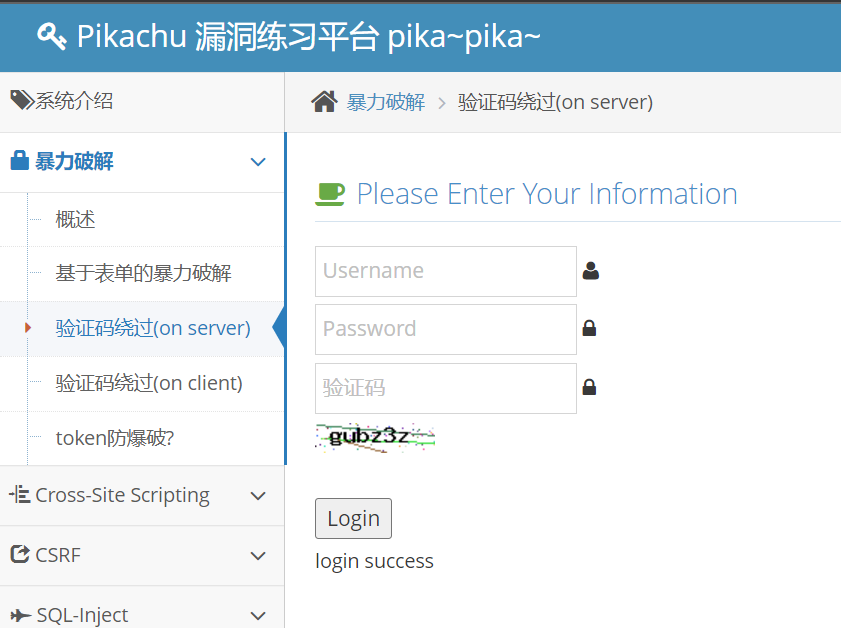 Pikachu 漏洞练习平台 pika~pika~
系统介绍
暴力破解
概述
基于表单的暴力破解
验证码绕过(on server)
验证码绕过(on client)
token防爆破?
Cross-Site Scripting
CSRF
SQL-Inject
暴力破解 > 验证码绕过(on server)
Please Enter Your Information
Username
Password
验证码
gubz3z
Login
login success